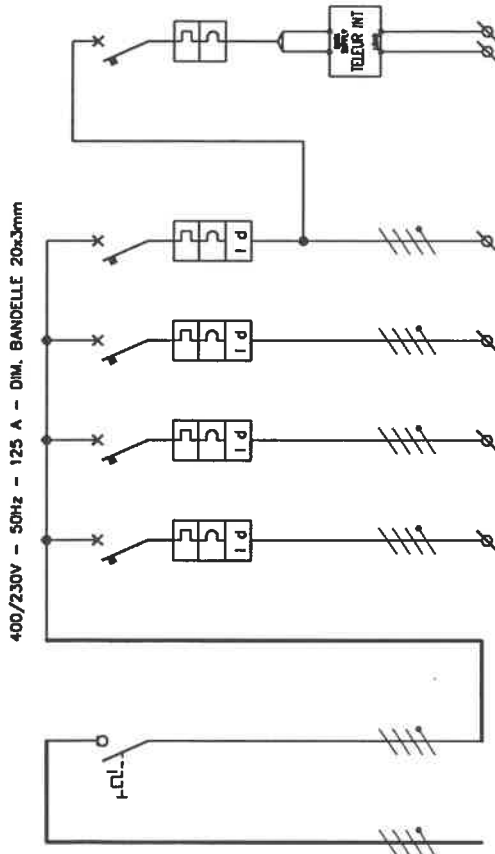 400/230V – 50Hz – 125 A – DIM. BANDELLE 20x3mm
TELEUR INT
I d
I d
I d
I d